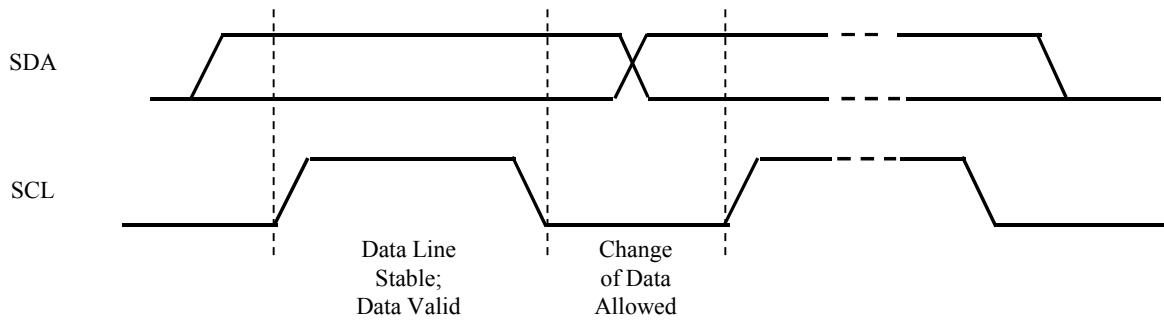 SDA
SCL
Data Line
Stable;
Data Valid
Change
of Data
Allowed